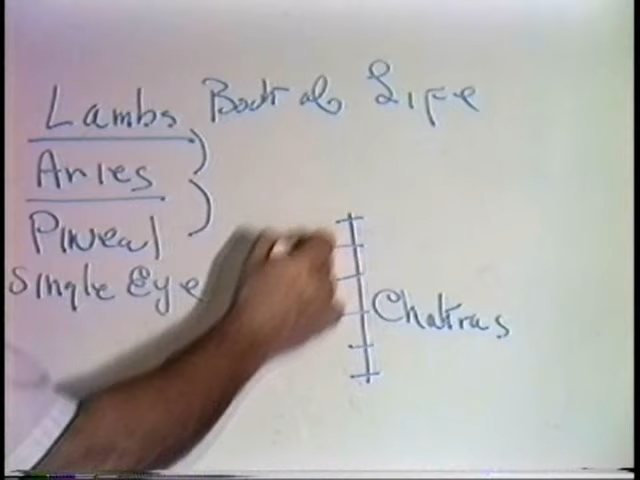 Lambs Book of Life
Aries
Pineal
Single Eye
Chakras